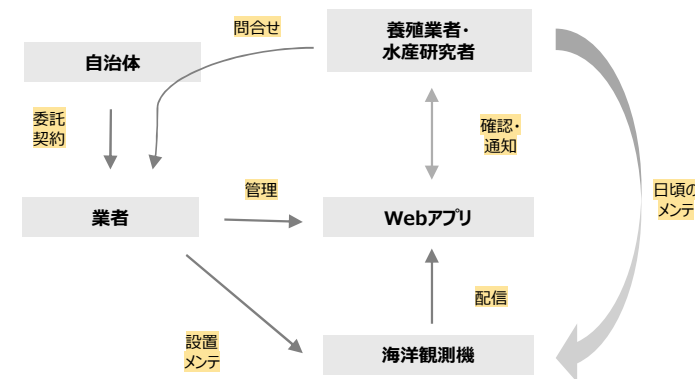 問合せ
養殖業者・
水産研究者
自治体
委託
契約
確認・
通知
管理
日頃の
メンテ
業者
Webアプリ
配信
設置
メンテ
海洋観測機